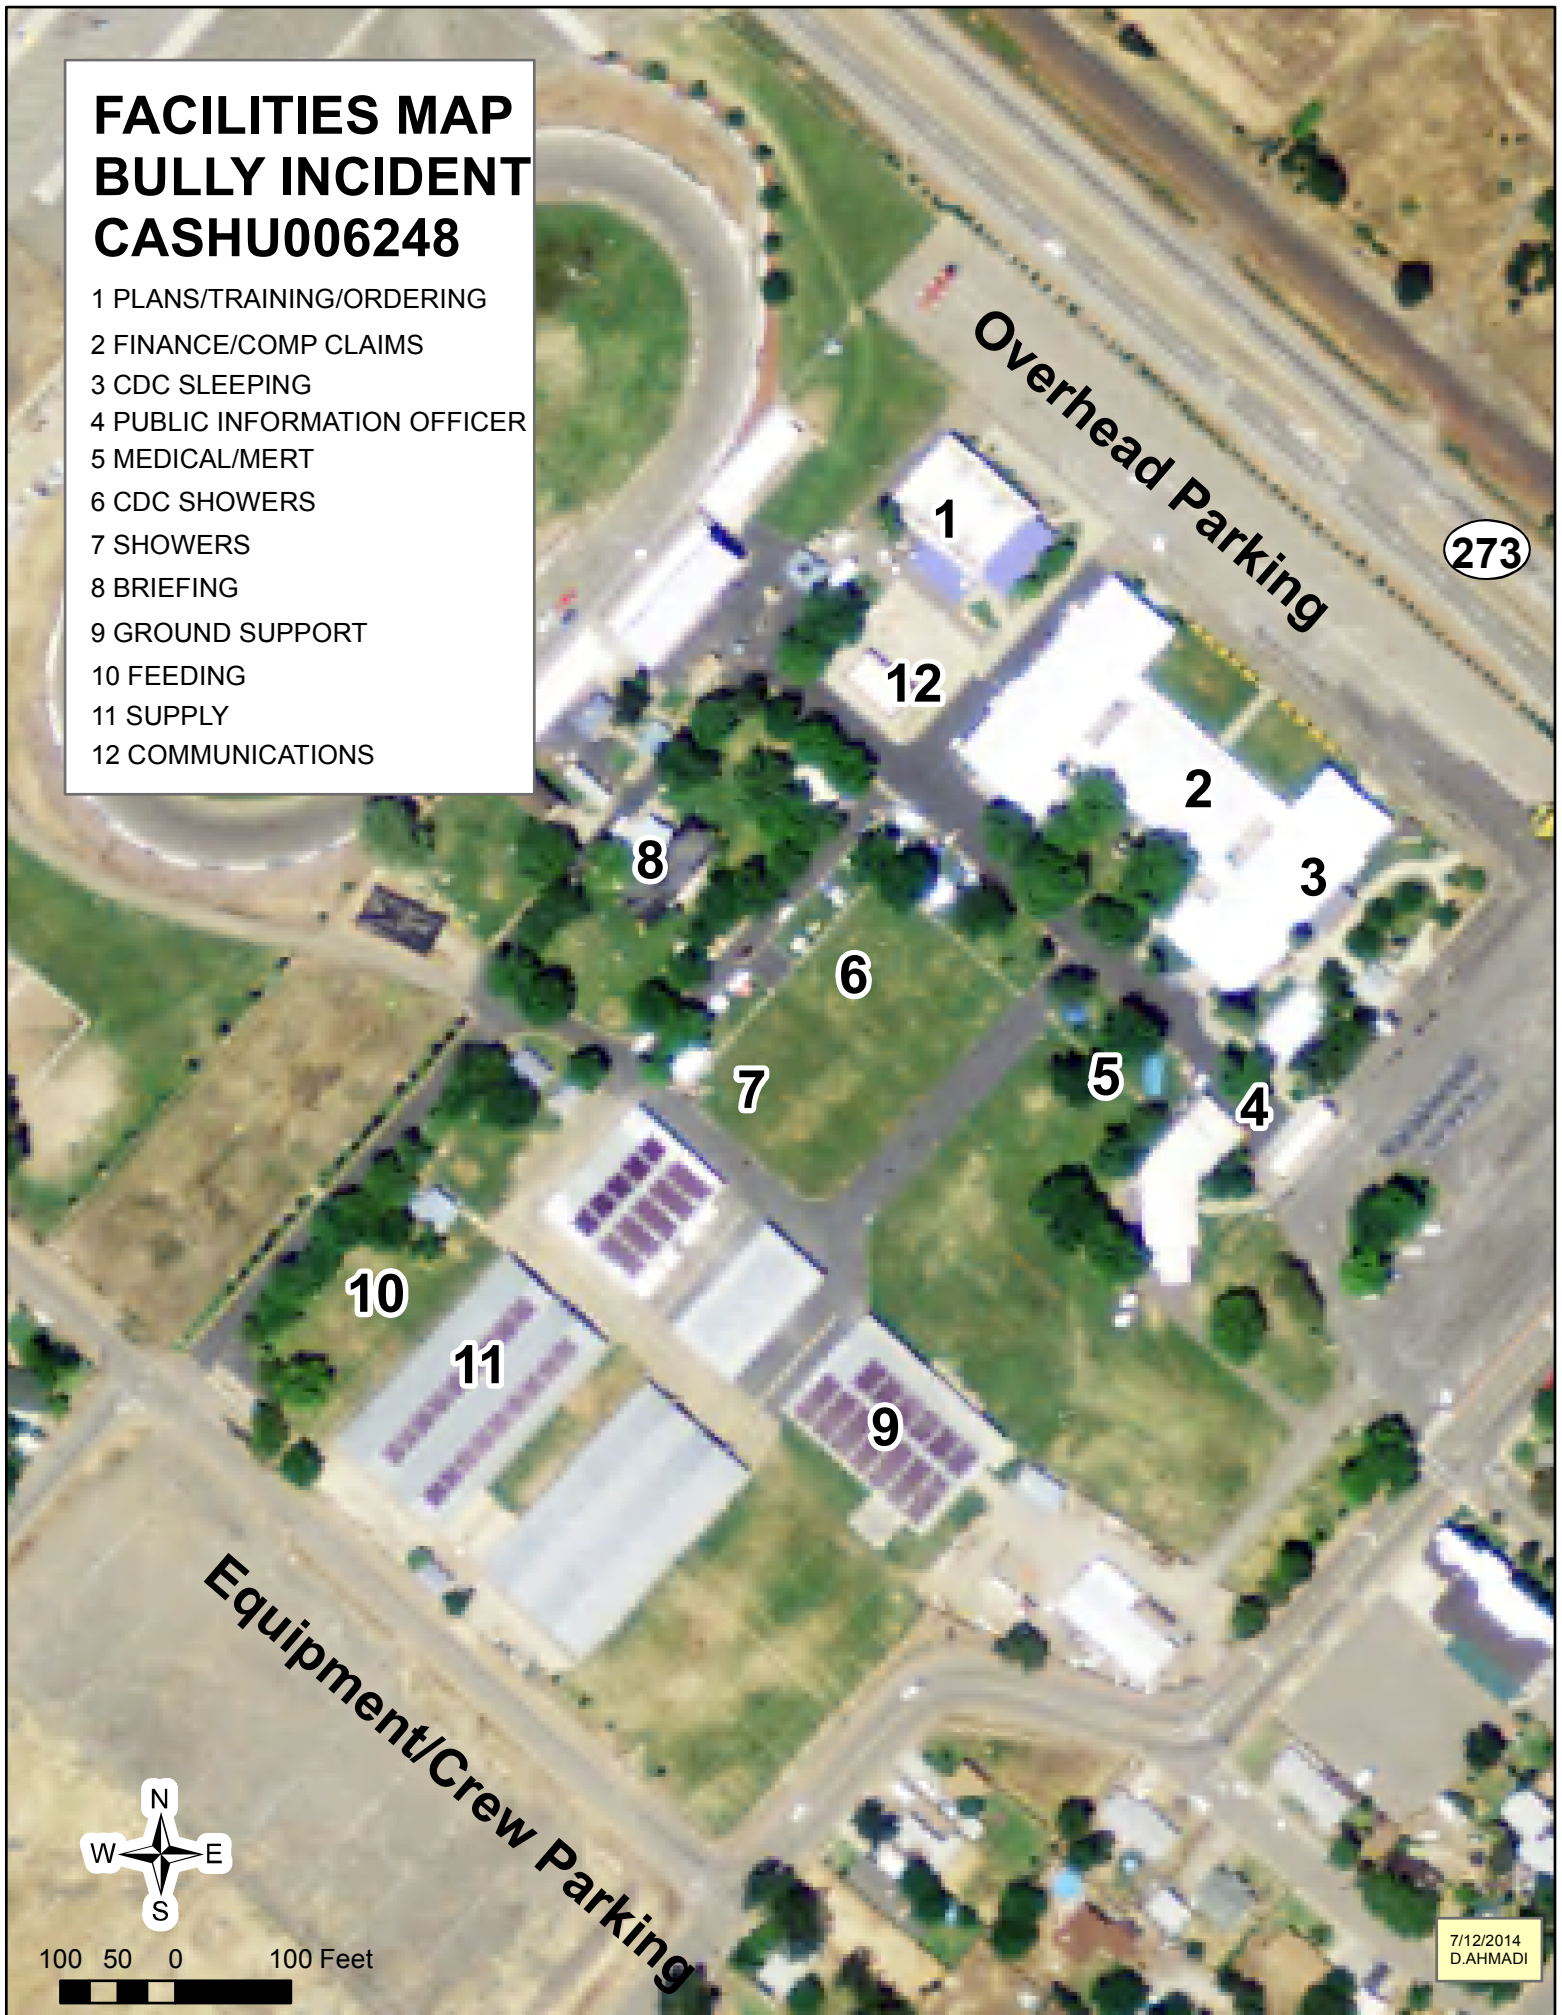 FACILITIES MAP
BULLY INCIDENT
CASHU006248
1 PLANS/TRAINING/ORDERING
2 FINANCE/COMP CLAIMS
3 CDC SLEEPING
4 PUBLIC INFORMATION OFFICER
5 MEDICAL/MERT
6 CDC SHOWERS
7 SHOWERS
8 BRIEFING
9 GROUND SUPPORT
10 FEEDING
11 SUPPLY
12 COMMUNICATIONS
Overhead Parking
273
1
12
2
3
8
6
7
5
4
10
11
9
Equipment/Crew Parking
N
W E
S
100 50 0 100 Feet
7/12/2014
D.AHMADI